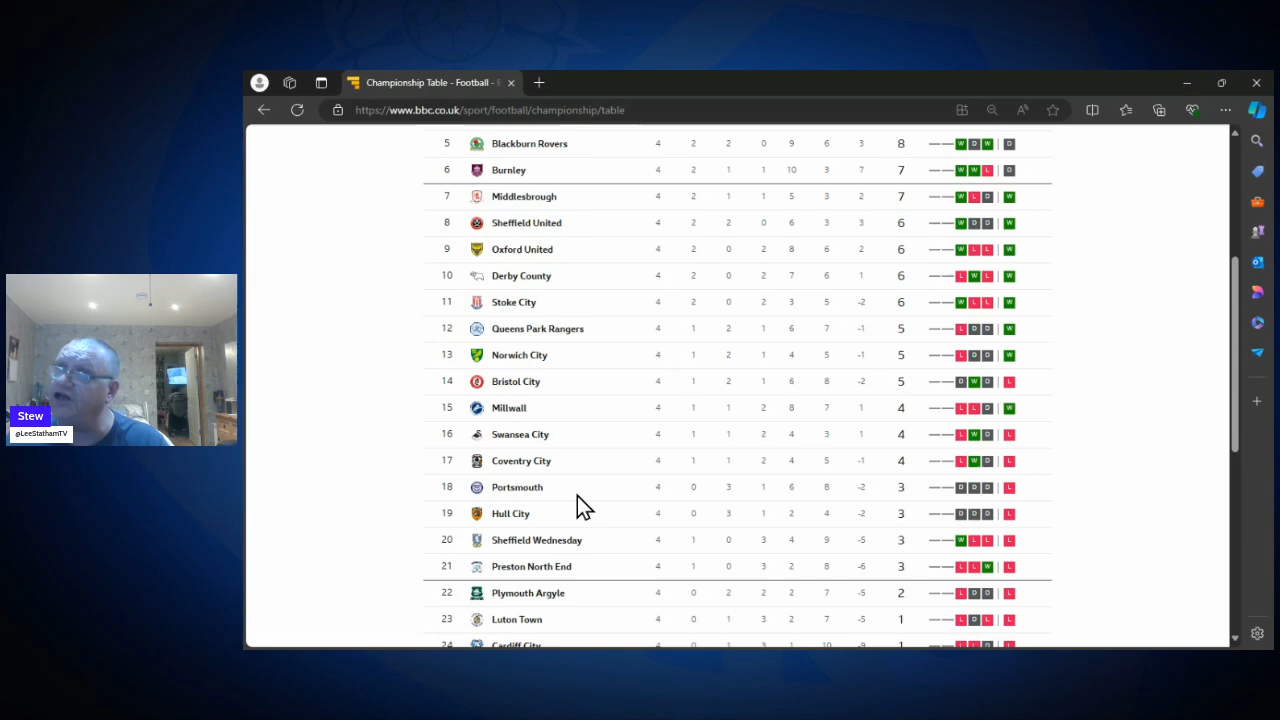 Championship Table - Football - B
https://www.bbc.co.uk/sport/football/championship/table
5 Blackburn Rovers 4 2 2 0 9 6 3 8 W D W D
6 Burnley 4 2 1 1 10 3 7 7 W W L D
7 Middlesbrough 4 2 1 1 5 3 2 7 W L D W
8 Sheffield United 4 2 2 0 6 3 3 6 W D D W
9 Oxford United 4 2 0 2 8 6 2 6 W L L W
10 Derby County 4 2 0 2 7 6 1 6 L W L W
11 Stoke City 4 2 0 2 3 5 -2 6 W L L W
12 Queens Park Rangers 4 1 2 1 6 7 -1 5 L D D W
13 Norwich City 4 1 2 1 4 5 -1 5 L D D W
14 Bristol City 4 1 2 1 6 8 -2 5 D W D L
15 Millwall 4 1 1 2 8 7 1 4 L L D W
16 Swansea City 4 1 1 2 4 3 1 4 L W D L
17 Coventry City 4 1 1 2 4 5 -1 4 L W D L
18 Portsmouth 4 0 3 1 6 8 -2 3 D D D L
19 Hull City 4 0 3 1 2 4 -2 3 D D D L
20 Sheffield Wednesday 4 1 0 3 4 9 -5 3 W L L L
21 Preston North End 4 1 0 3 2 8 -6 3 L L W L
22 Plymouth Argyle 4 0 2 2 2 7 -5 2 L D D L
23 Luton Town 4 0 1 3 2 7 -5 1 L D L L
24 Cardiff City 4 0 1 3 1 10 -9 1 L L D L
Stew
@LeeStathamTV